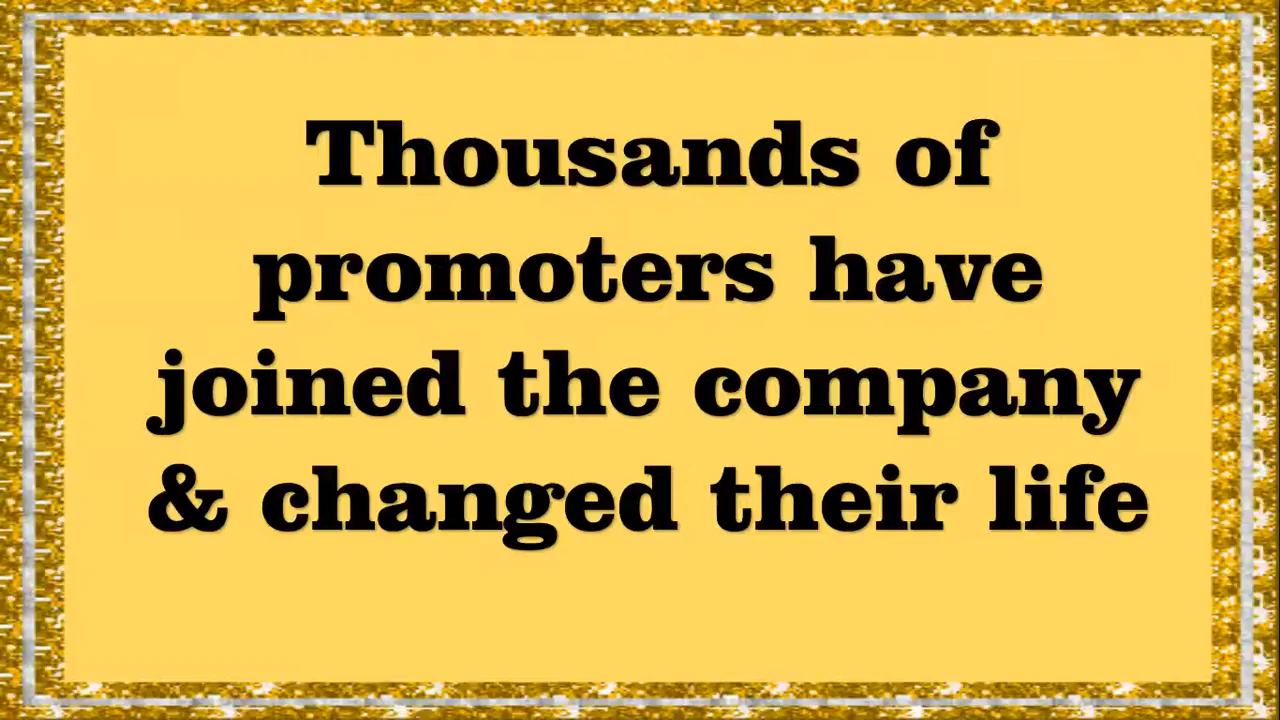 Thousands of
promoters have
joined the company
& changed their life